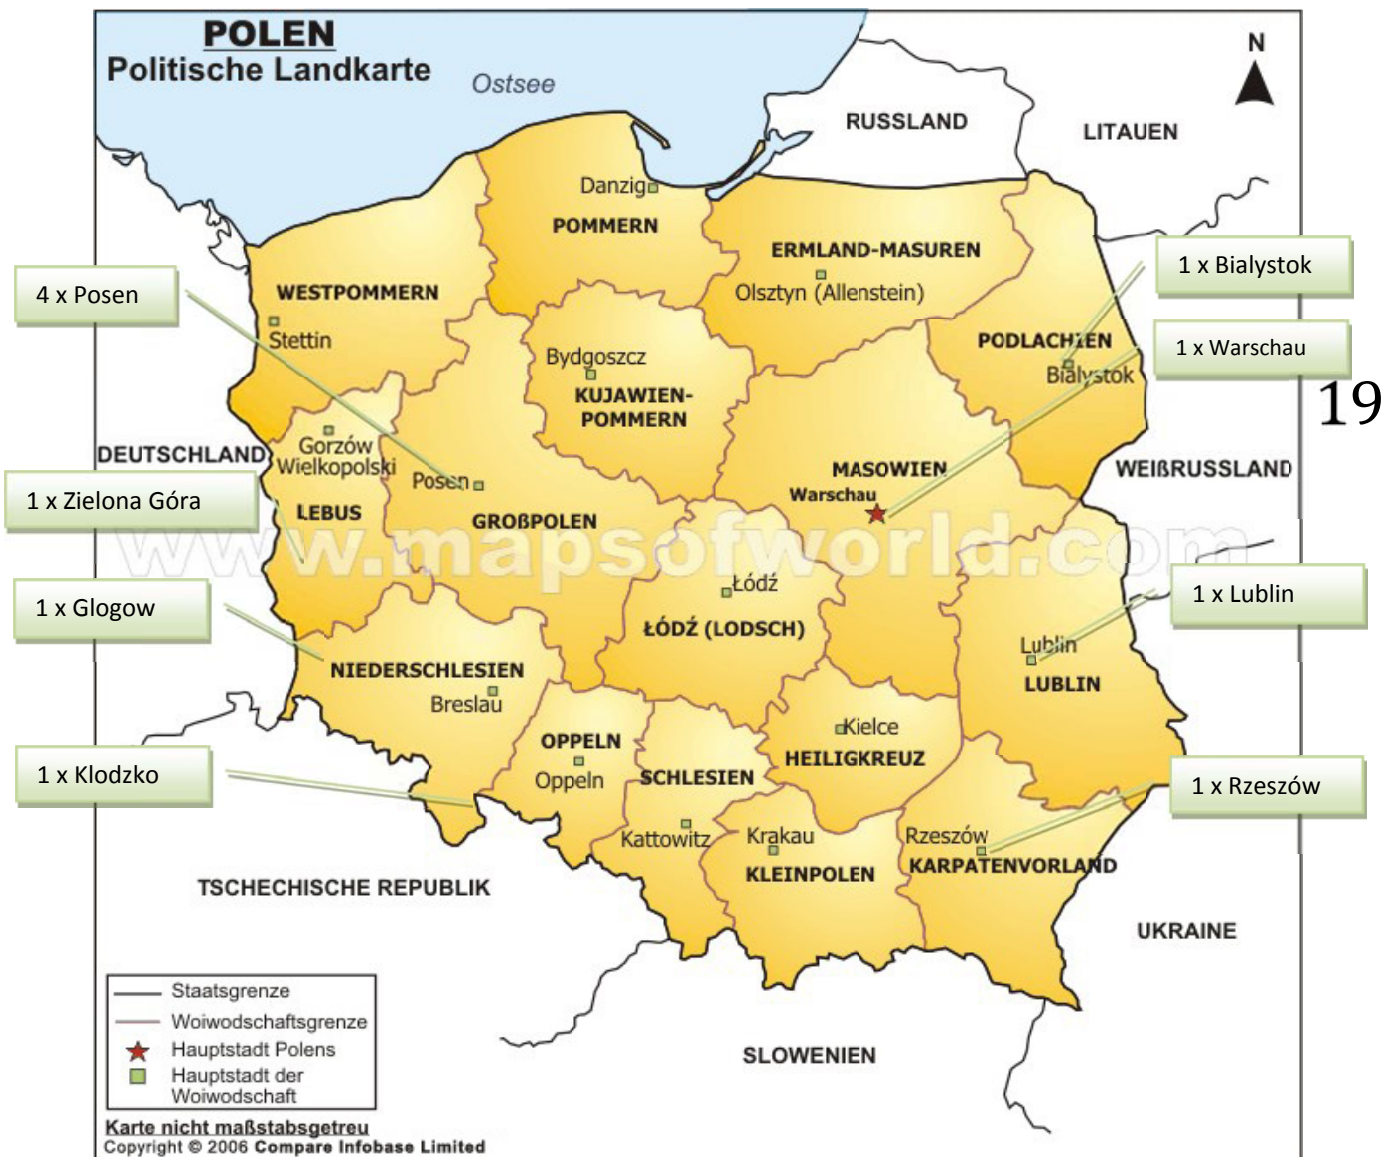 POLEN
Politische Landkarte
Ostsee
N
RUSSLAND
LITAUEN
Danzig
POMMERN
ERMLAND-MASUREN
Olsztyn (Allenstein)
1 x Bialystok
4 x Posen
WESTPOMMERN
Stettin
PODLACHIEN
Bialystok
1 x Warschau
Bydgoszcz
KUJAWIEN-
POMMERN
19
DEUTSCHLAND
Gorzów
Wielkopolski
LEBUS
Posen
GROßPOLEN
MASOWIEN
Warschau
WEIßRUSSLAND
1 x Zielona Góra
www.mapsofworld.com
1 x Glogow
Łódź
ŁÓDŹ (LODSCH)
1 x Lublin
Lublin
LUBLIN
NIEDERSCHLESIEN
Breslau
OPPELN
Oppeln
SCHLESIEN
Kattowitz
Kielce
HEILIGKREUZ
1 x Klodzko
1 x Rzeszów
Krakau
KLEINPOLEN
Rzeszów
KARPATENVORLAND
TSCHECHISCHE REPUBLIK
UKRAINE
SLOWENIEN
Staatsgrenze
Woiwodschaftsgrenze
Hauptstadt Polens
Hauptstadt der
Woiwodschaft
Karte nicht maßstabsgetreu
Copyright © 2006 Compare Infobase Limited